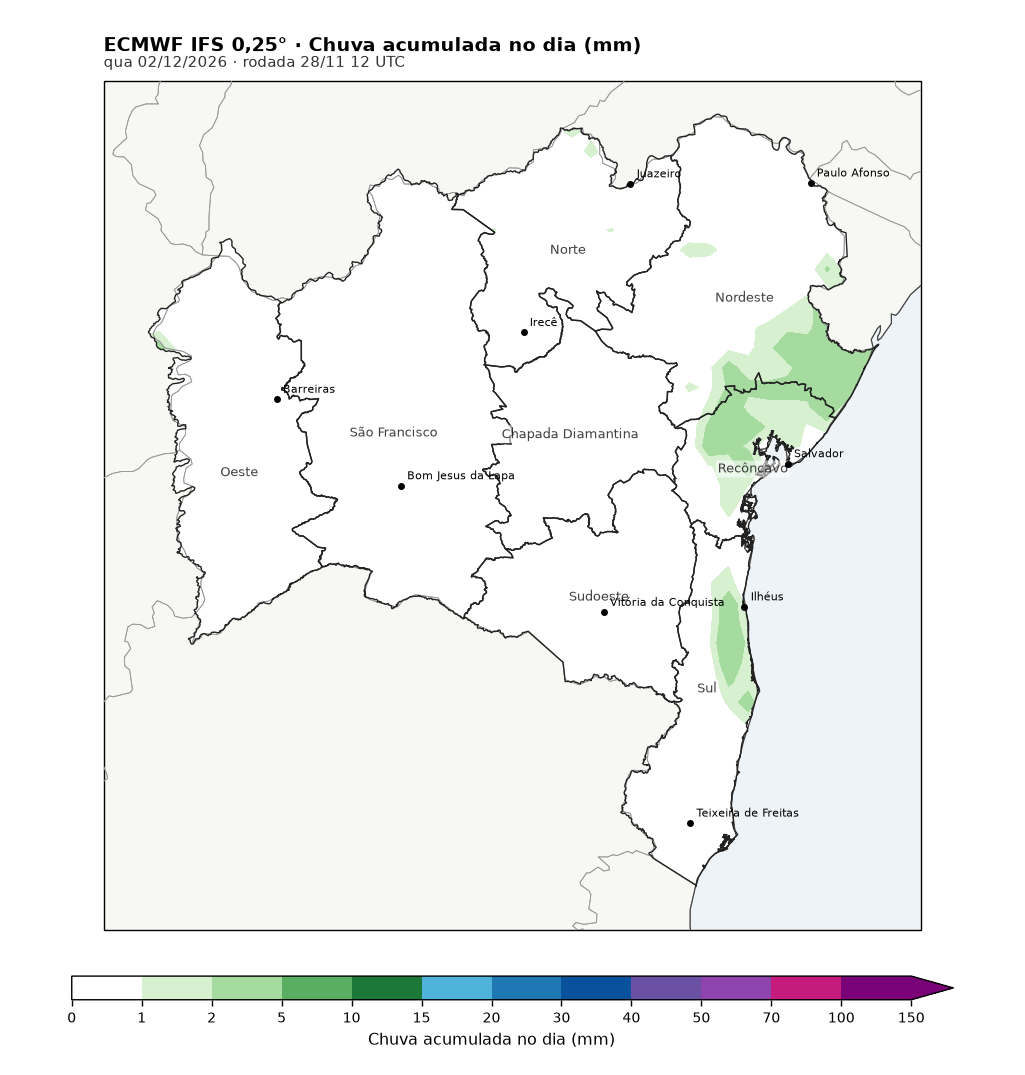 ECMWF IFS 0,25° · Chuva acumulada no dia (mm)
qua 02/12/2026 · rodada 28/11 12 UTC
Juazeiro
Paulo Afonso
Norte
Nordeste
Irecê
Barreiras
São Francisco
Chapada Diamantina
Oeste
Salvador
Recôncavo
Bom Jesus da Lapa
Sudoeste
Vitória da Conquista
Ilhéus
Sul
Teixeira de Freitas
0 1 2 5 10 15 20 30 40 50 70 100 150
Chuva acumulada no dia (mm)